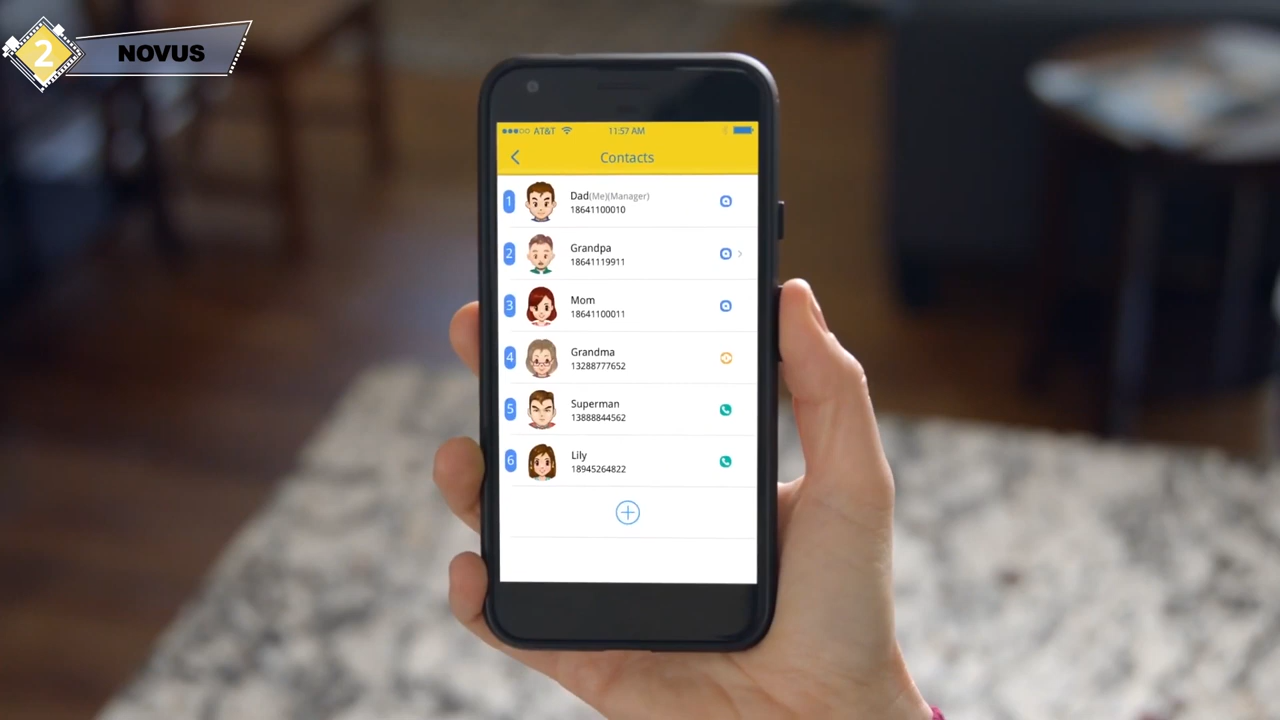 2
NOVUS
AT&T
11:57 AM
Contacts
1
Dad(Me)(Manager)
18641100010
2
Grandpa
18641119911
3
Mom
18641100011
4
Grandma
13288777652
5
Superman
13888844562
6
Lily
18945264822